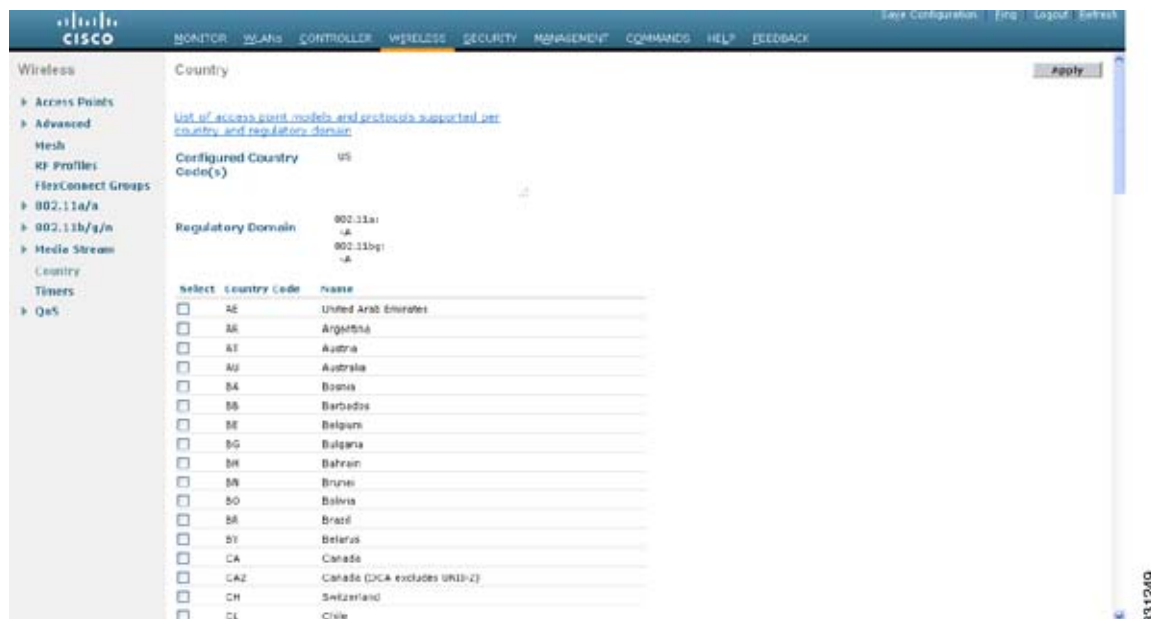 Save Configuration Ping Logout Refresh
CISCO
MONITOR WLANs CONTROLLER WIRELESS SECURITY MANAGEMENT COMMANDS HELP FEEDBACK
Wireless
Access Points
Advanced
Mesh
RF Profiles
FlexConnect Groups
802.11a/n
802.11b/g/n
Media Stream
Country
Timers
QoS
Country
Apply
List of access point models and protocols supported per
country and regulatory domain
Configured Country
Code(s)
US
Regulatory Domain
802.11a:
-A
802.11bg:
-A
Select Country Code Name
AE United Arab Emirates
AR Argentina
AT Austria
AU Australia
BA Bosnia
BB Barbados
BE Belgium
BG Bulgaria
BH Bahrain
BN Brunei
BO Bolivia
BR Brazil
BY Belarus
CA Canada
CA2 Canada (DCA excludes UNII-2)
CH Switzerland
CL Chile
331249